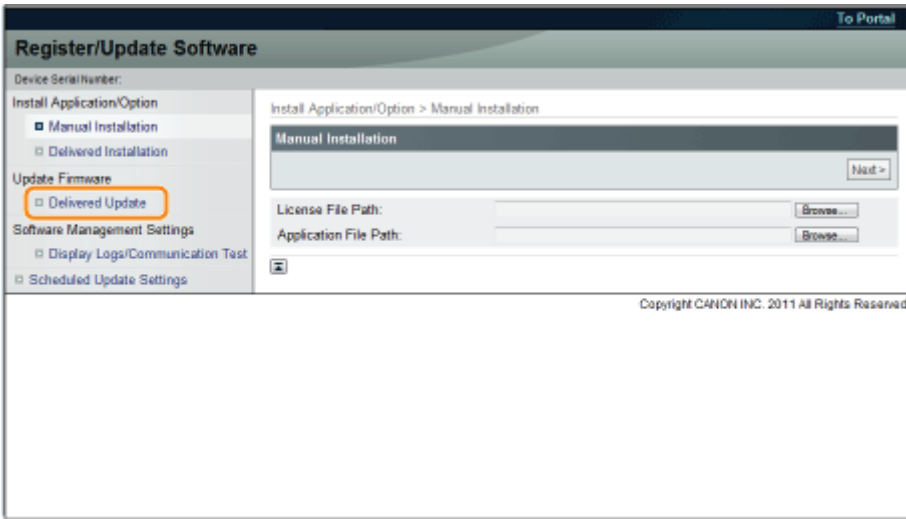 To Portal
Register/Update Software
Device Serial Number:
Install Application/Option
Manual Installation
Delivered Installation
Update Firmware
Delivered Update
Software Management Settings
Display Logs/Communication Test
Scheduled Update Settings
Install Application/Option > Manual Installation
Manual Installation
Next >
License File Path:
Browse...
Application File Path:
Browse...
Copyright CANON INC. 2011 All Rights Reserved